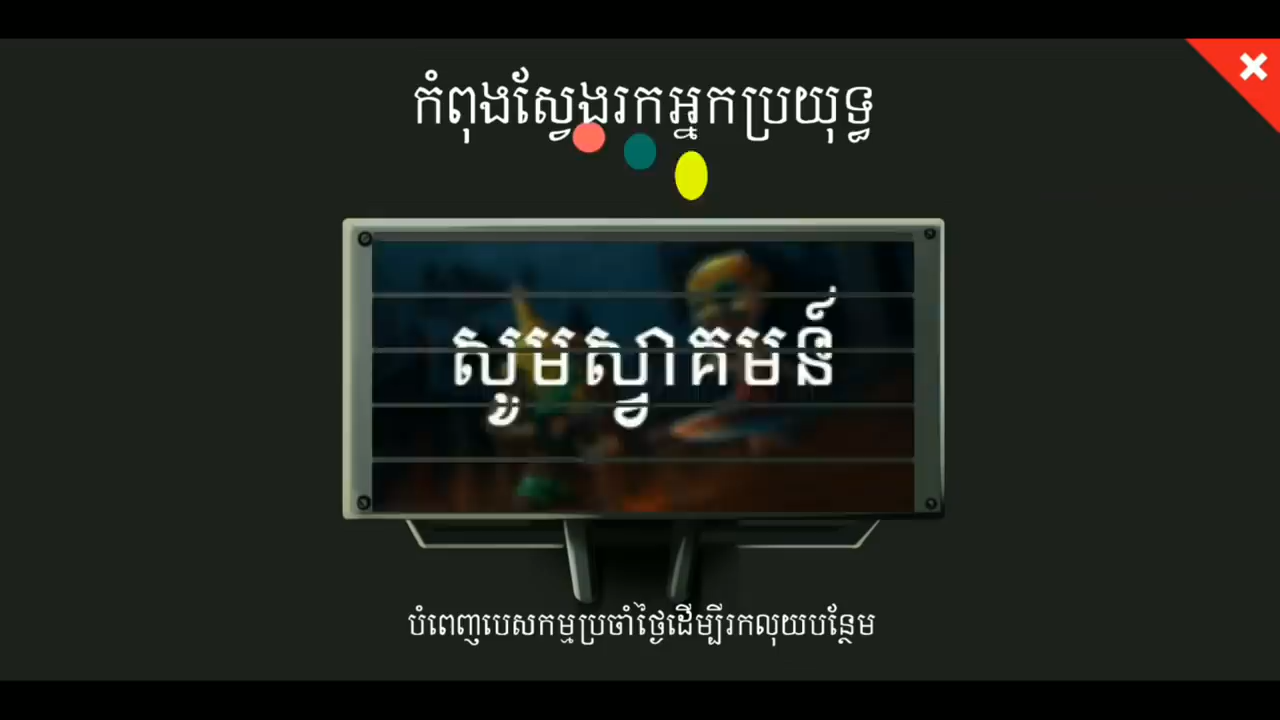 កំពុងស្វែងរកអ្នកប្រយុទ្ធ
សូមស្វាគមន៍
បំពេញបេសកម្មប្រចាំថ្ងៃដើម្បីរកលុយបន្ថែម